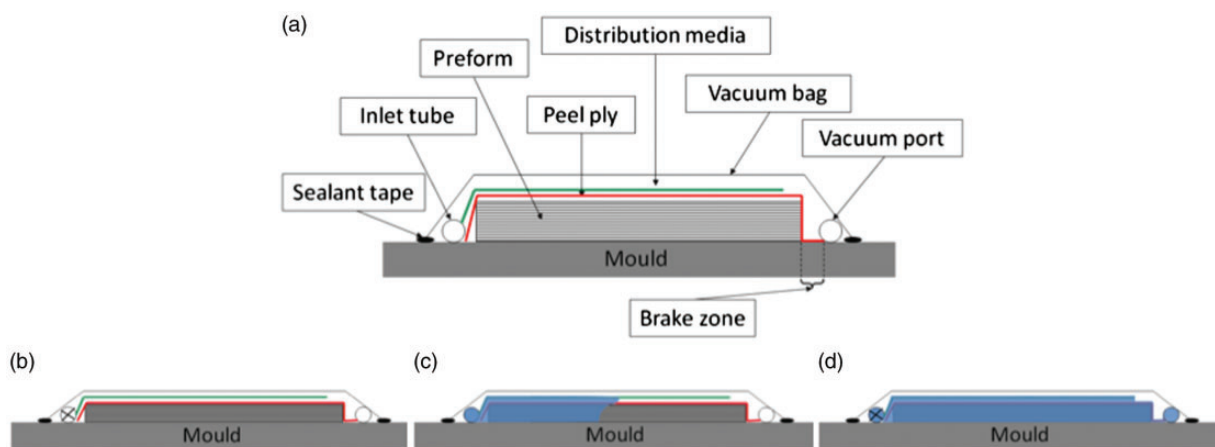 (a)
Distribution media
Preform
Vacuum bag
Inlet tube
Peel ply
Vacuum port
Sealant tape
Mould
Brake zone
(b)
(c)
(d)
Mould
Mould
Mould